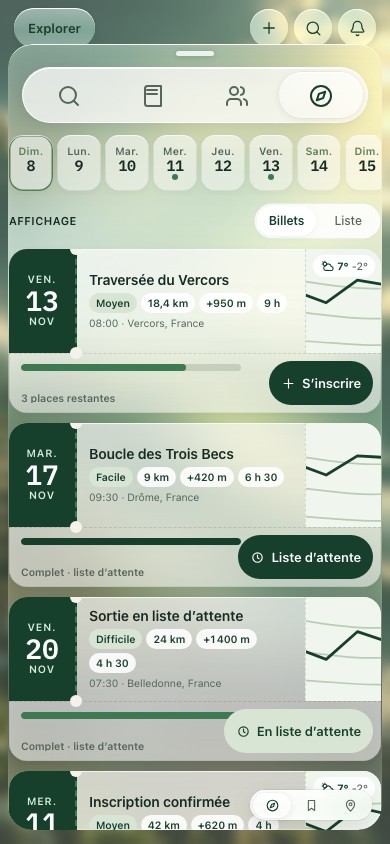 Explorer
Dim. Lun. Mar. Mer. Jeu. Ven. Sam. Dim.
8 9 10 11 12 13 14 15
AFFICHAGE Billets Liste
VEN.
13
NOV
Traversée du Vercors
Moyen 18,4 km +950 m 9 h
08:00 · Vercors, France
7° -2°
3 places restantes
S'inscrire
MAR.
17
NOV
Boucle des Trois Becs
Facile 9 km +420 m 6 h 30
09:30 · Drôme, France
Complet · liste d'attente
Liste d'attente
VEN.
20
NOV
Sortie en liste d'attente
Difficile 24 km +1 400 m
4 h 30
07:30 · Belledonne, France
Complet · liste d'attente
En liste d'attente
MER.
11
Inscription confirmée
Moyen 42 km +620 m 4 h
7° -2°